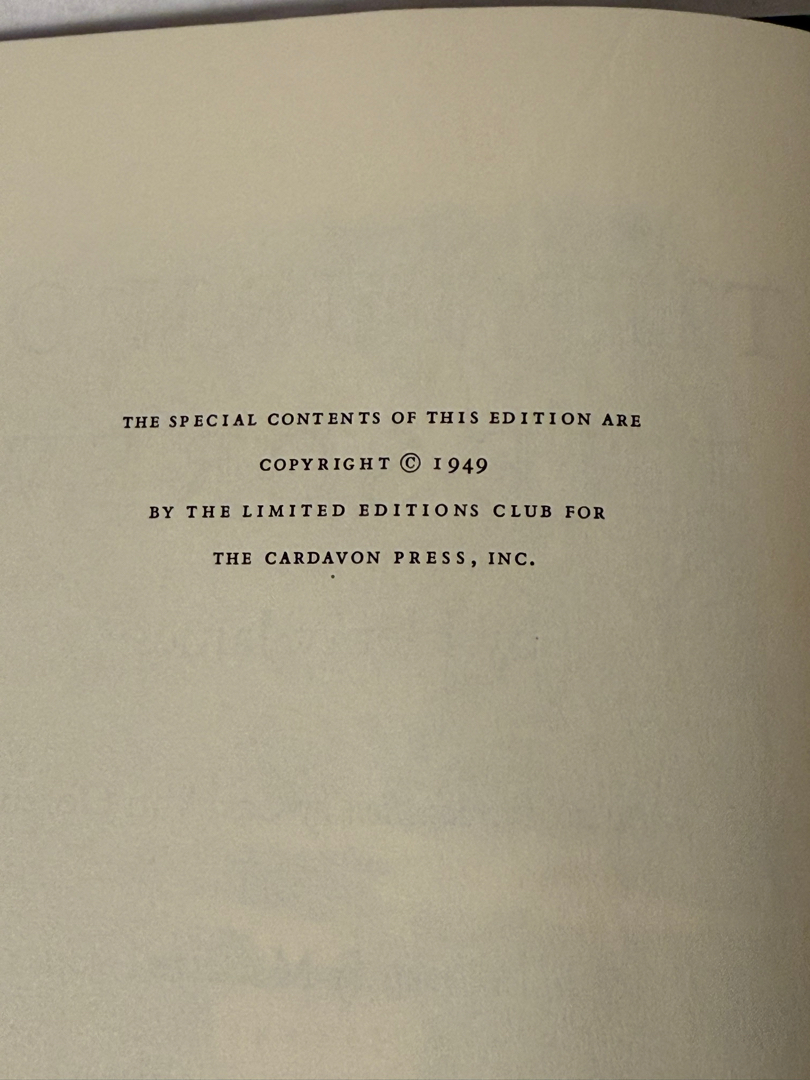 THE SPECIAL CONTENTS OF THIS EDITION ARE
COPYRIGHT © 1949
BY THE LIMITED EDITIONS CLUB FOR
THE CARDAVON PRESS, INC.